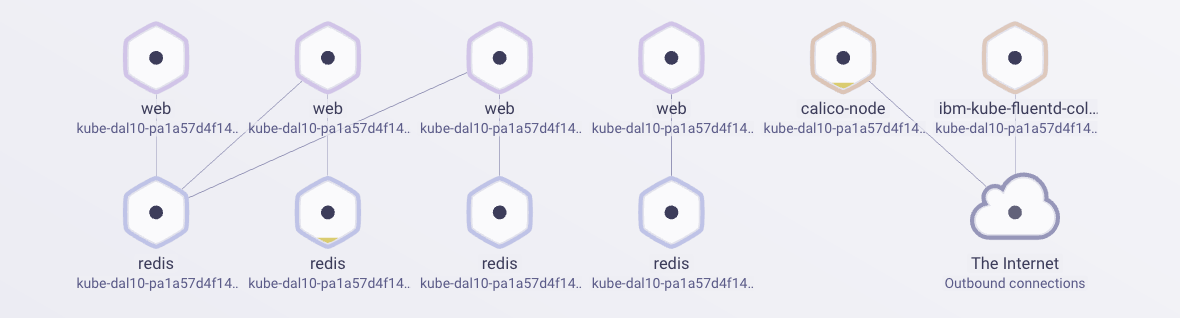 web web web web calico-node ibm-kube-fluentd-col...
kube-dal10-pa1a57d4f14.. kube-dal10-pa1a57d4f14.. kube-dal10-pa1a57d4f14.. kube-dal10-pa1a57d4f14.. kube-dal10-pa1a57d4f14.. kube-dal10-pa1a57d4f14..
redis redis redis redis The Internet
kube-dal10-pa1a57d4f14.. kube-dal10-pa1a57d4f14.. kube-dal10-pa1a57d4f14.. kube-dal10-pa1a57d4f14.. Outbound connections